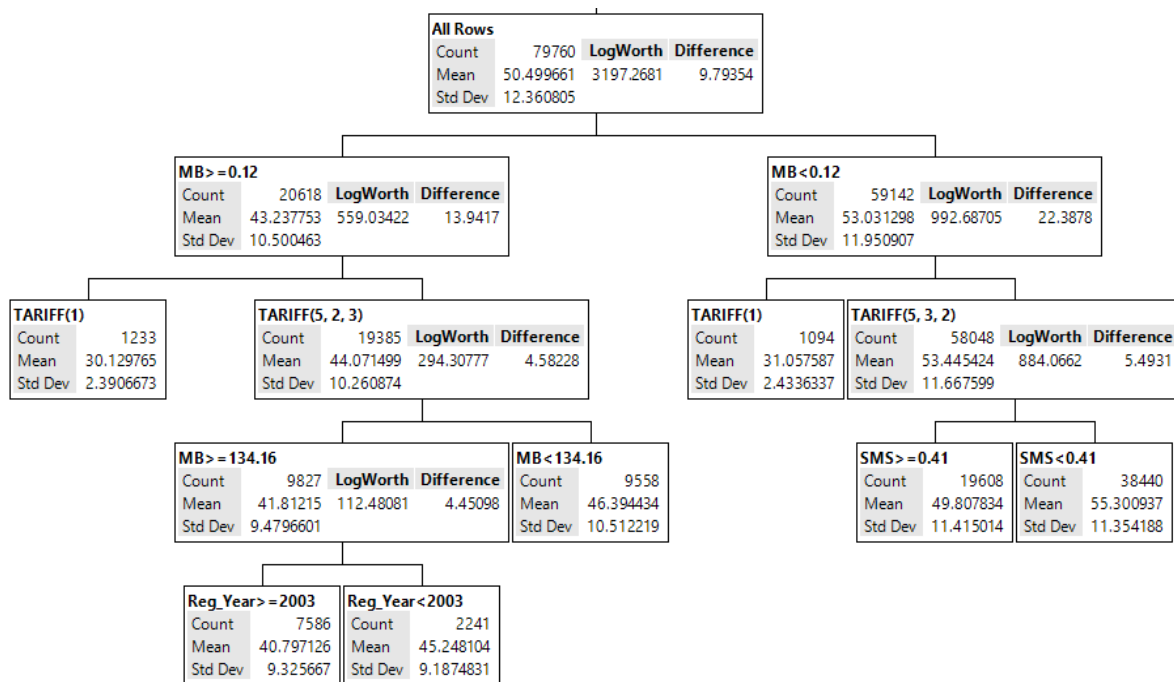 All Rows
Count 79760 LogWorth Difference
Mean 50.499661 3197.2681 9.79354
Std Dev 12.360805
MB>=0.12
Count 20618 LogWorth Difference
Mean 43.237753 559.03422 13.9417
Std Dev 10.500463
MB<0.12
Count 59142 LogWorth Difference
Mean 53.031298 992.68705 22.3878
Std Dev 11.950907
TARIFF(1)
Count 1233
Mean 30.129765
Std Dev 2.3906673
TARIFF(5, 2, 3)
Count 19385 LogWorth Difference
Mean 44.071499 294.30777 4.58228
Std Dev 10.260874
TARIFF(1)
Count 1094
Mean 31.057587
Std Dev 2.4336337
TARIFF(5, 3, 2)
Count 58048 LogWorth Difference
Mean 53.445424 884.0662 5.4931
Std Dev 11.667599
MB>=134.16
Count 9827 LogWorth Difference
Mean 41.81215 112.48081 4.45098
Std Dev 9.4796601
MB<134.16
Count 9558
Mean 46.394434
Std Dev 10.512219
SMS>=0.41
Count 19608
Mean 49.807834
Std Dev 11.415014
SMS<0.41
Count 38440
Mean 55.300937
Std Dev 11.354188
Reg_Year>=2003
Count 7586
Mean 40.797126
Std Dev 9.325667
Reg_Year<2003
Count 2241
Mean 45.248104
Std Dev 9.1874831